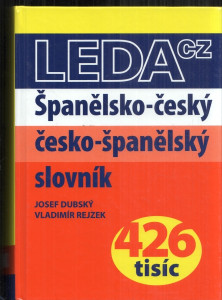 LEDA CZ
Španělsko-český
česko-španělský
slovník
JOSEF DUBSKÝ
VLADIMÍR REJZEK
426
tisíc